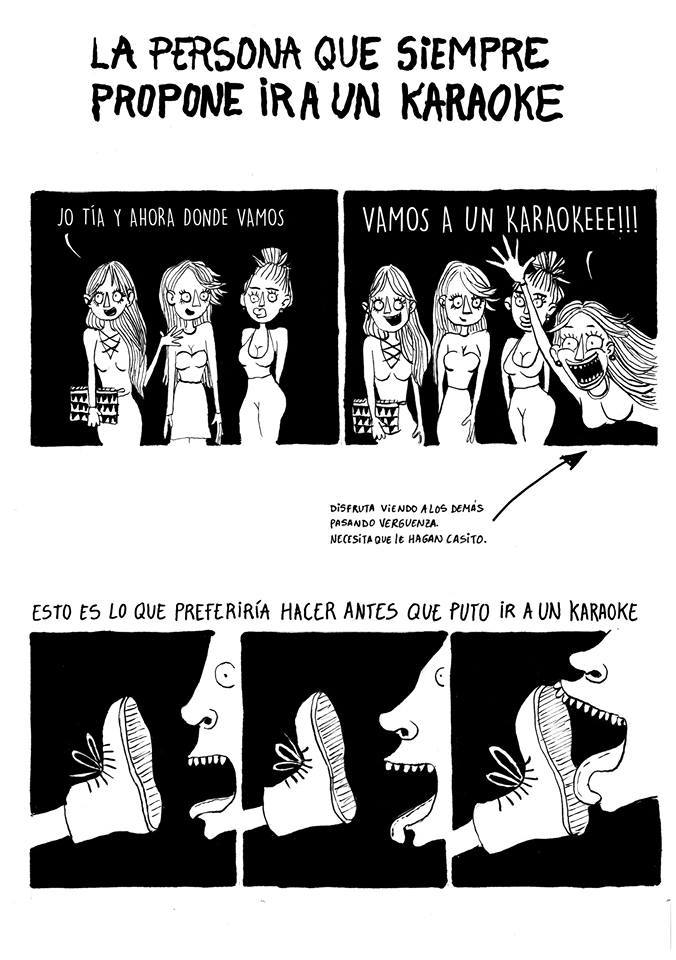 LA PERSONA QUE SiEMPRE
PROPONE iR A UN KARAOKE
JO TÍA Y AHORA DONDE VAMOS
VAMOS A UN KARAOKEEE!!!
DiSFRUTA ViENDO A LOS DEMÁS
PASANDO VERGUENZA.
NECESiTA QUE lE HAGAN CASiTO.
ESTO ES LO QUE PREFERIRÍA HACER ANTES QUE PUTO IR A UN KARAOKE